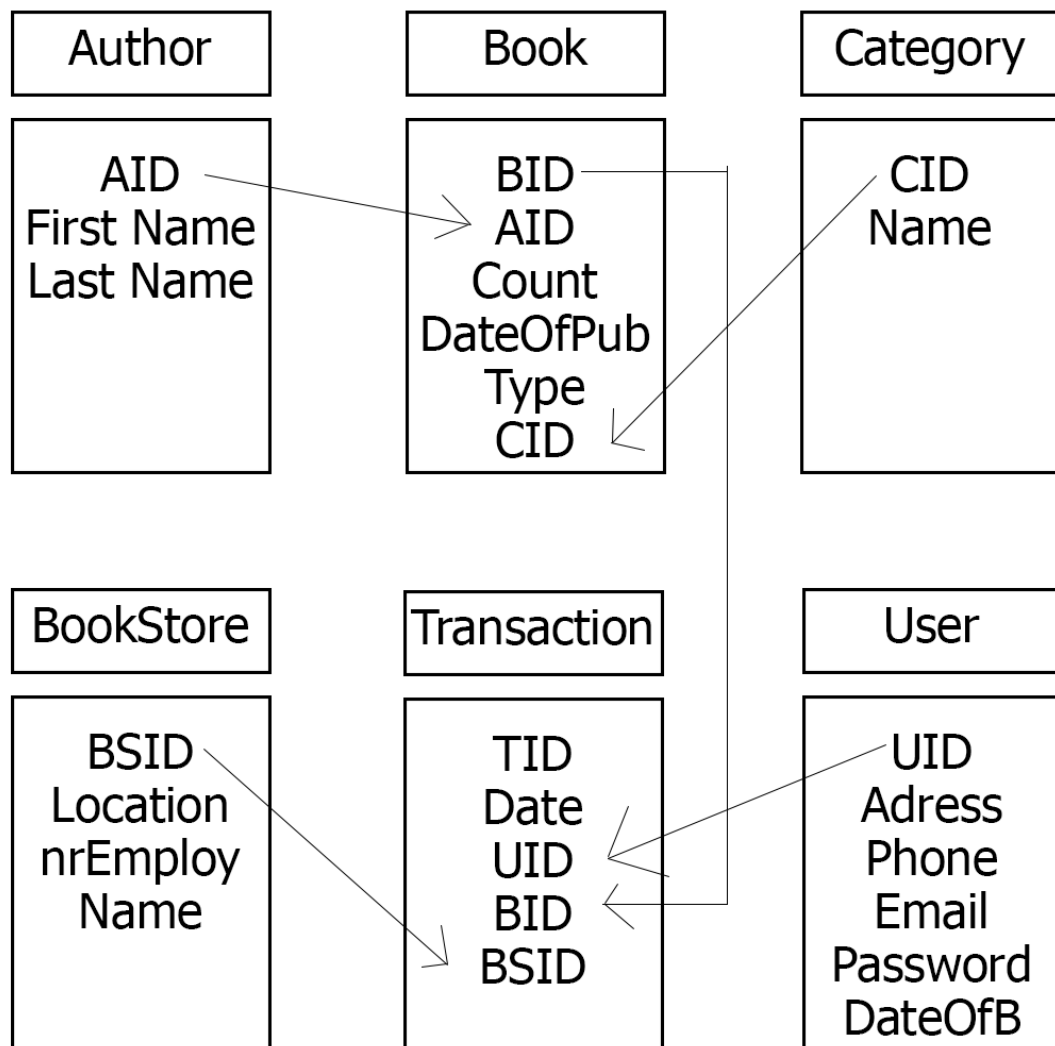 Author
AID
First Name
Last Name
Book
BID
AID
Count
DateOfPub
Type
CID
Category
CID
Name
BookStore
BSID
Location
nrEmploy
Name
Transaction
TID
Date
UID
BID
BSID
User
UID
Adress
Phone
Email
Password
DateOfB